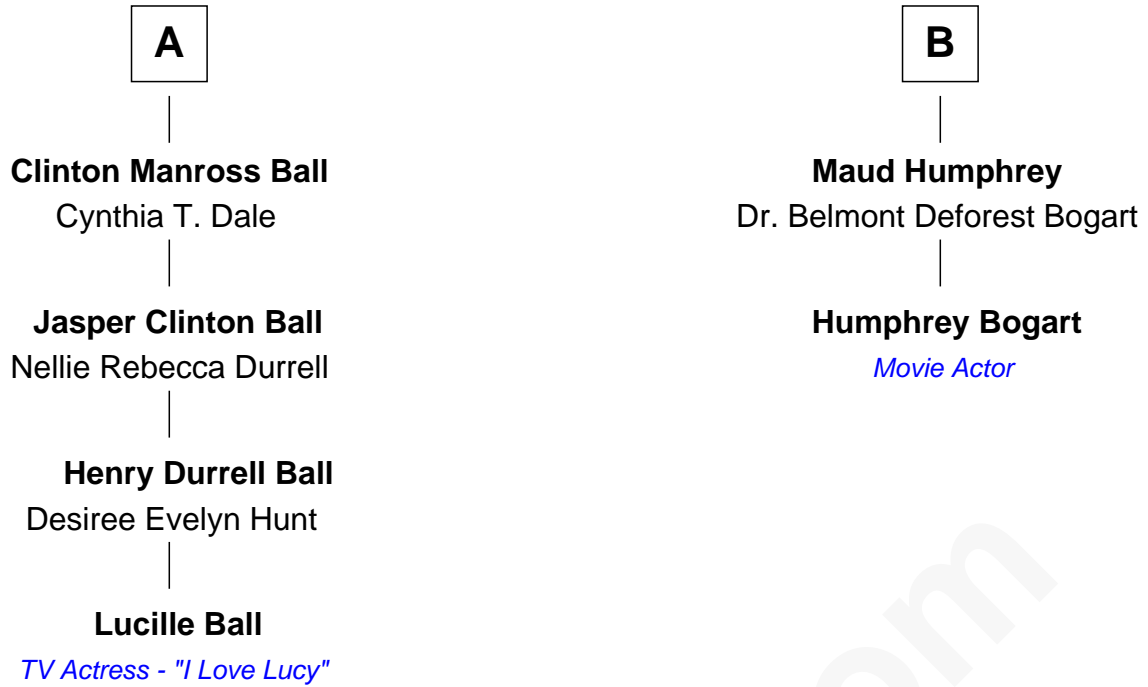 A
Clinton Manross Ball
Cynthia T. Dale
Jasper Clinton Ball
Nellie Rebecca Durrell
Henry Durrell Ball
Desiree Evelyn Hunt
Lucille Ball
TV Actress - "I Love Lucy"
B
Maud Humphrey
Dr. Belmont Deforest Bogart
Humphrey Bogart
Movie Actor
om